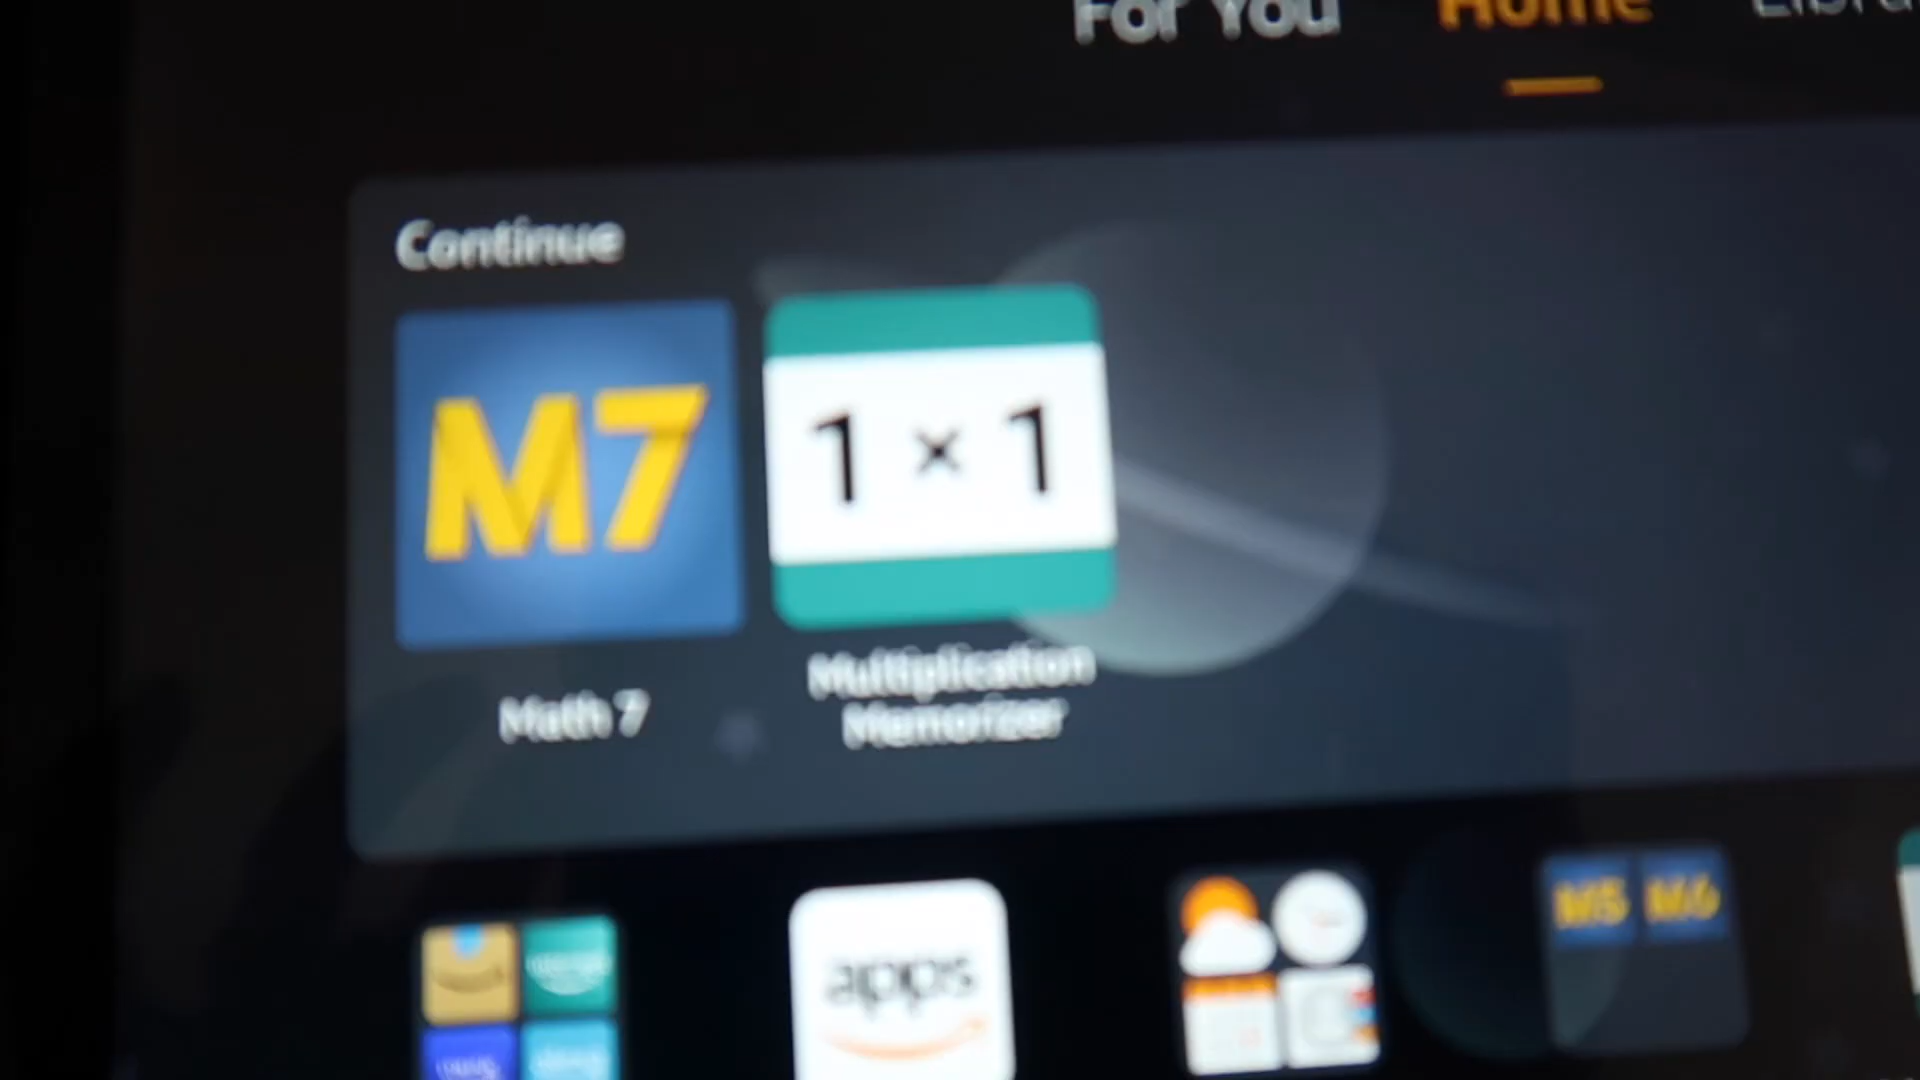 For You Home
Continue
M7
1 × 1
Math 7
Multiplication
Memorizer
apps
M5 M6